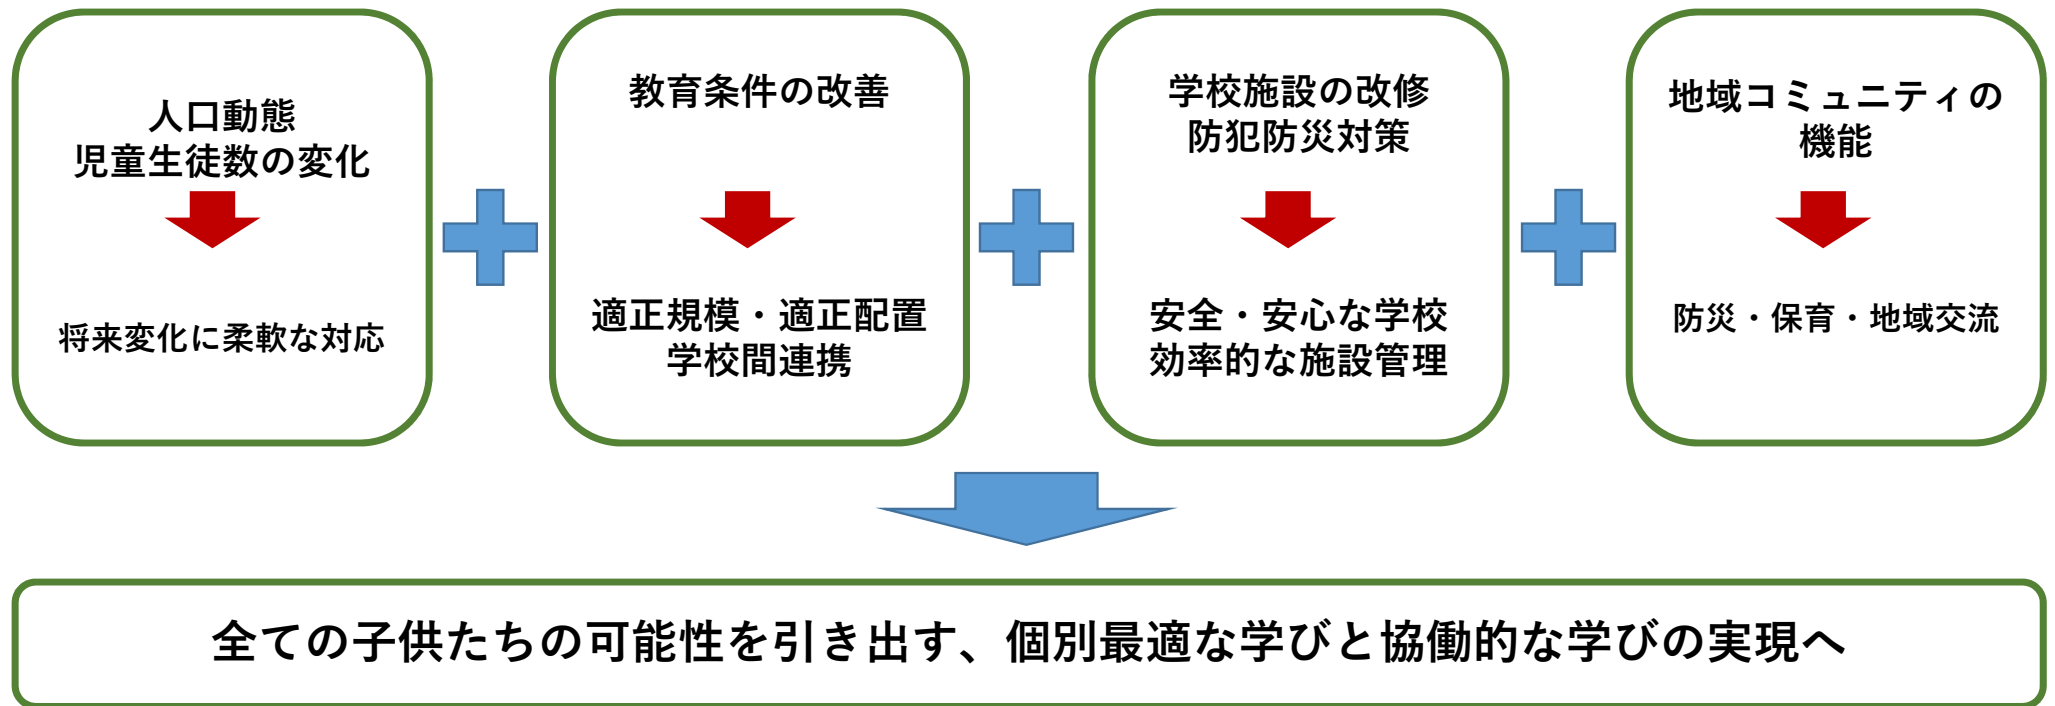 人口動態
児童生徒数の変化
将来変化に柔軟な対応
教育条件の改善
適正規模・適正配置
学校間連携
学校施設の改修
防犯防災対策
安全・安心な学校
効率的な施設管理
地域コミュニティの
機能
防災・保育・地域交流
全ての子供たちの可能性を引き出す、個別最適な学びと協働的な学びの実現へ